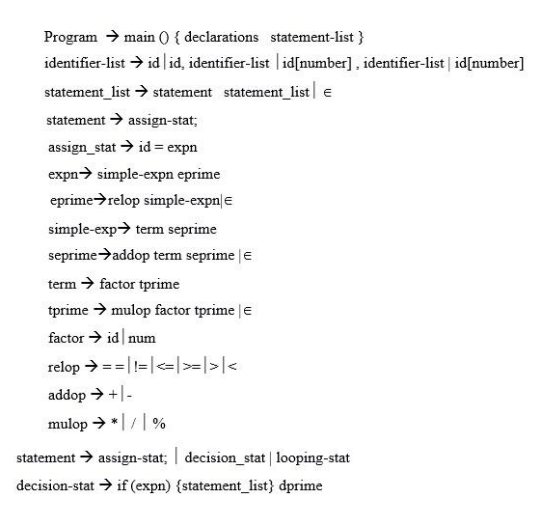 Program → main () { declarations statement-list }
identifier-list → id | id, identifier-list | id[number] , identifier-list | id[number]
statement_list → statement statement_list | ∈
statement → assign-stat;
assign_stat → id = expn
expn→ simple-expn eprime
eprime→relop simple-expn|∈
simple-exp→ term seprime
seprime→addop term seprime |∈
term → factor tprime
tprime → mulop factor tprime |∈
factor → id | num
relop → = =|!=|<=|>=|>|<
addop → +|-
mulop → *| / | %
statement → assign-stat; | decision_stat | looping-stat
decision-stat → if (expn) {statement_list} dprime